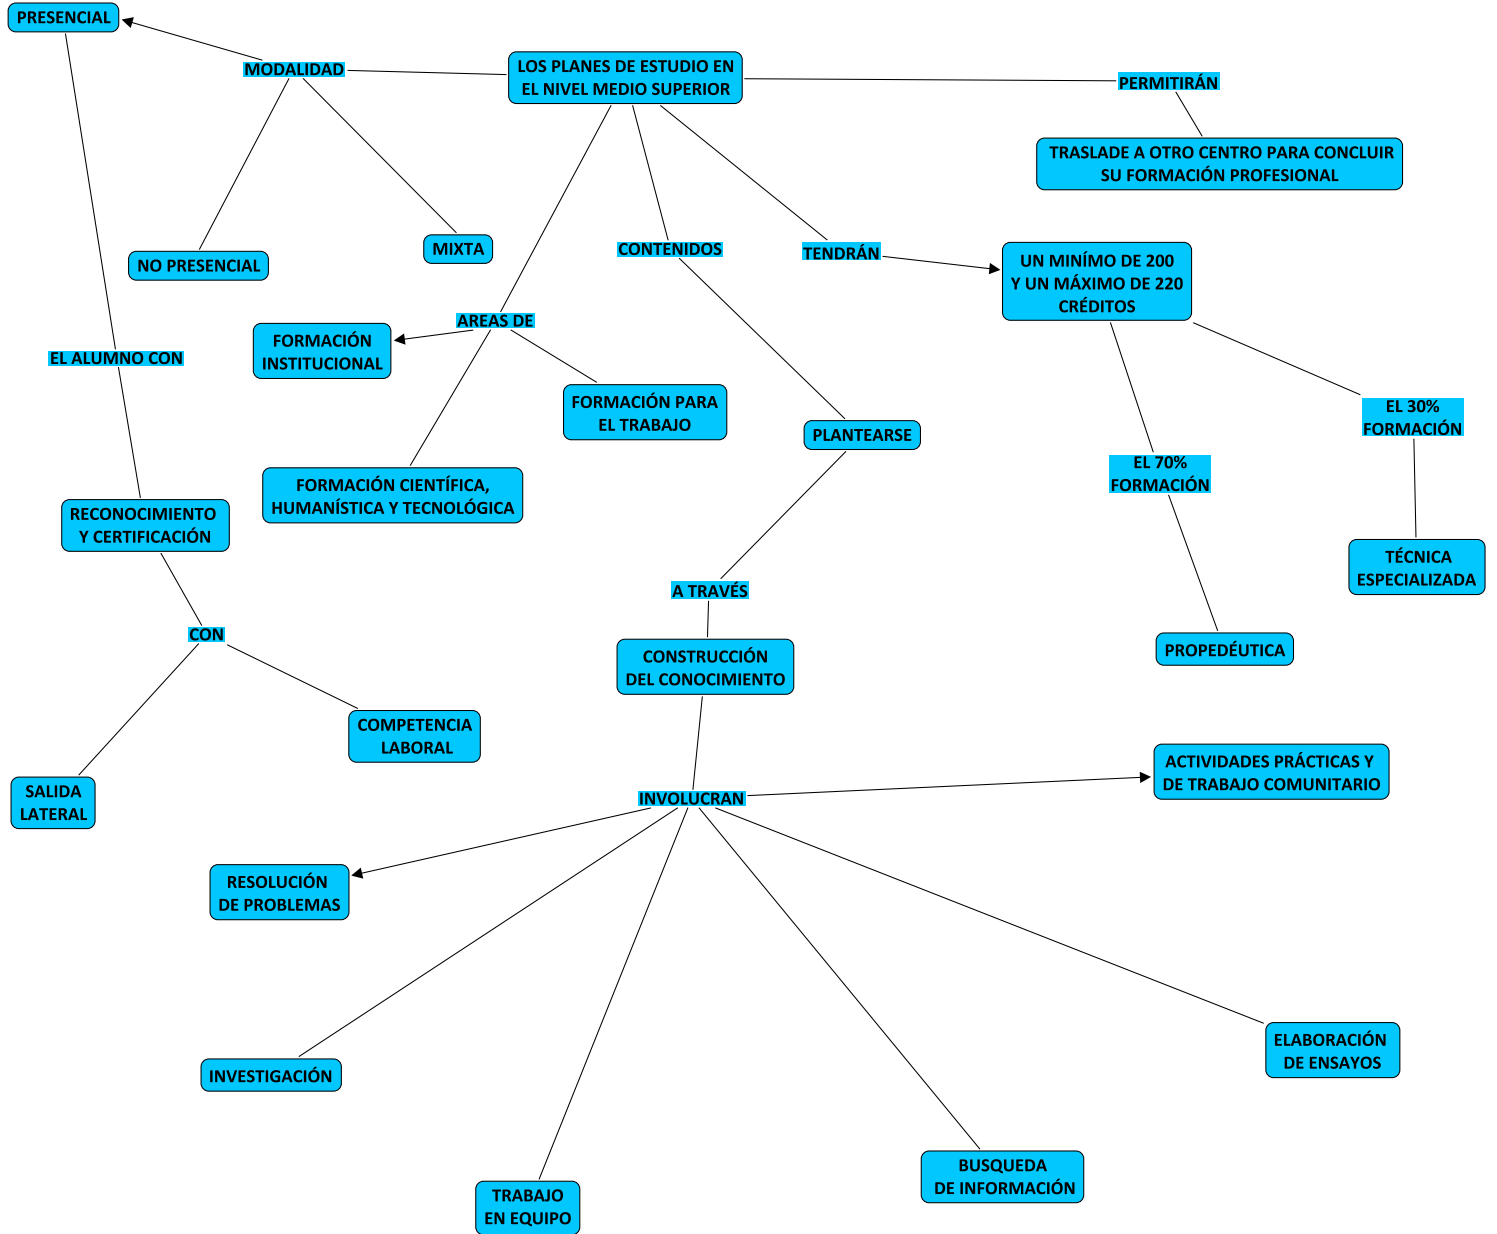 PRESENCIAL
MODALIDAD
LOS PLANES DE ESTUDIO EN
EL NIVEL MEDIO SUPERIOR
PERMITIRÁN
TRASLADE A OTRO CENTRO PARA CONCLUIR
SU FORMACIÓN PROFESIONAL
NO PRESENCIAL
MIXTA
CONTENIDOS
TENDRÁN
UN MINÍMO DE 200
Y UN MÁXIMO DE 220
CRÉDITOS
AREAS DE
FORMACIÓN
INSTITUCIONAL
EL ALUMNO CON
FORMACIÓN PARA
EL TRABAJO
PLANTEARSE
EL 30%
FORMACIÓN
EL 70%
FORMACIÓN
FORMACIÓN CIENTÍFICA,
HUMANÍSTICA Y TECNOLÓGICA
RECONOCIMIENTO
Y CERTIFICACIÓN
TÉCNICA
ESPECIALIZADA
A TRAVÉS
CON
CONSTRUCCIÓN
DEL CONOCIMIENTO
PROPEDÉUTICA
COMPETENCIA
LABORAL
SALIDA
LATERAL
INVOLUCRAN
ACTIVIDADES PRÁCTICAS Y
DE TRABAJO COMUNITARIO
RESOLUCIÓN
DE PROBLEMAS
INVESTIGACIÓN
ELABORACIÓN
DE ENSAYOS
BUSQUEDA
DE INFORMACIÓN
TRABAJO
EN EQUIPO